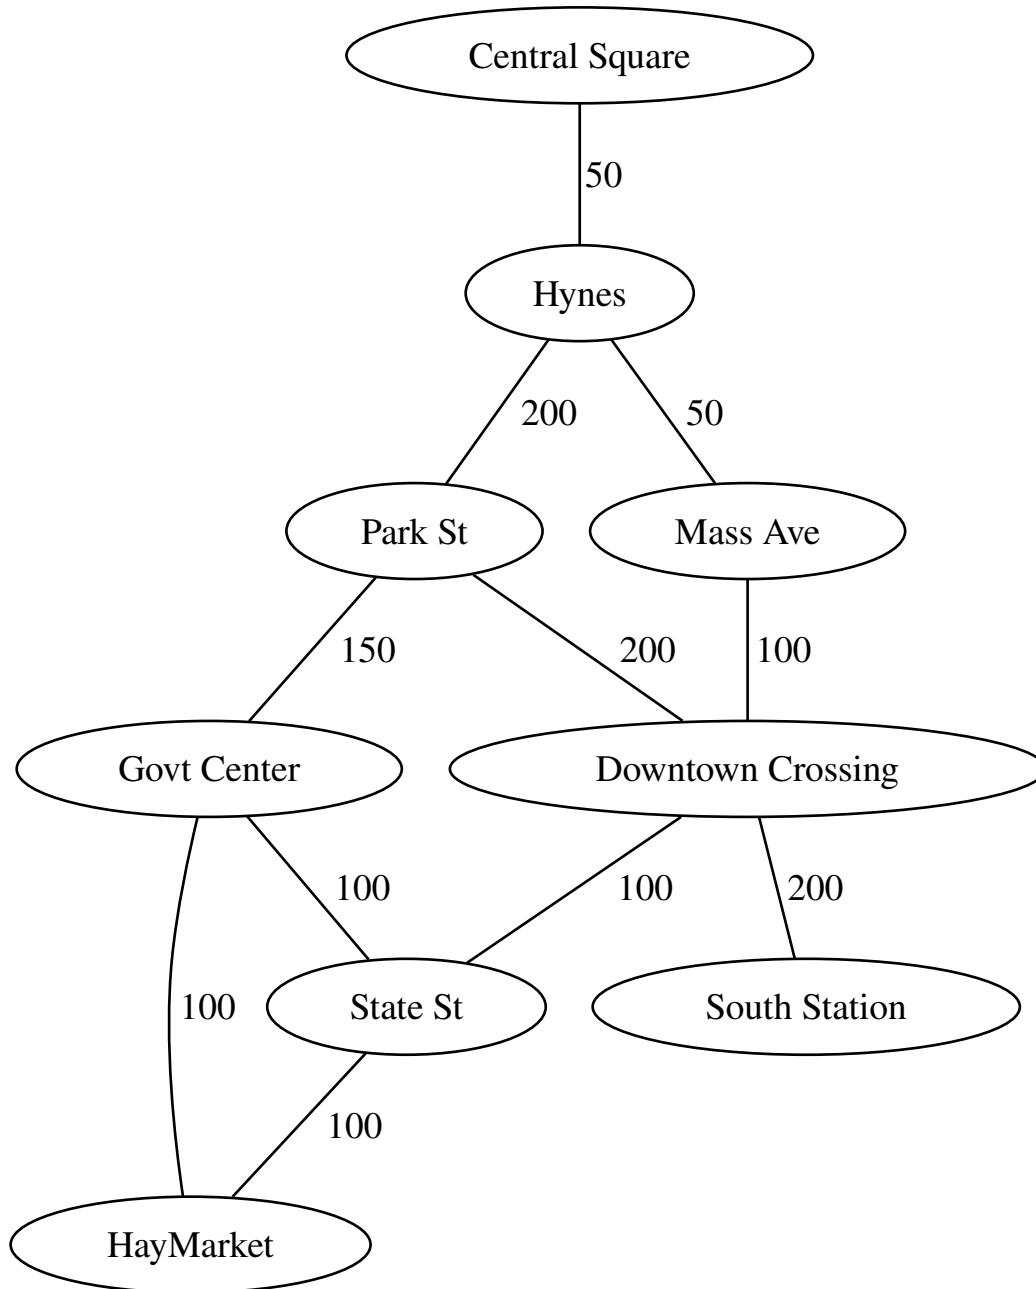 Central Square
50
Hynes
200
50
Park St
Mass Ave
150
200
100
Govt Center
Downtown Crossing
100
100
200
100
State St
South Station
100
HayMarket